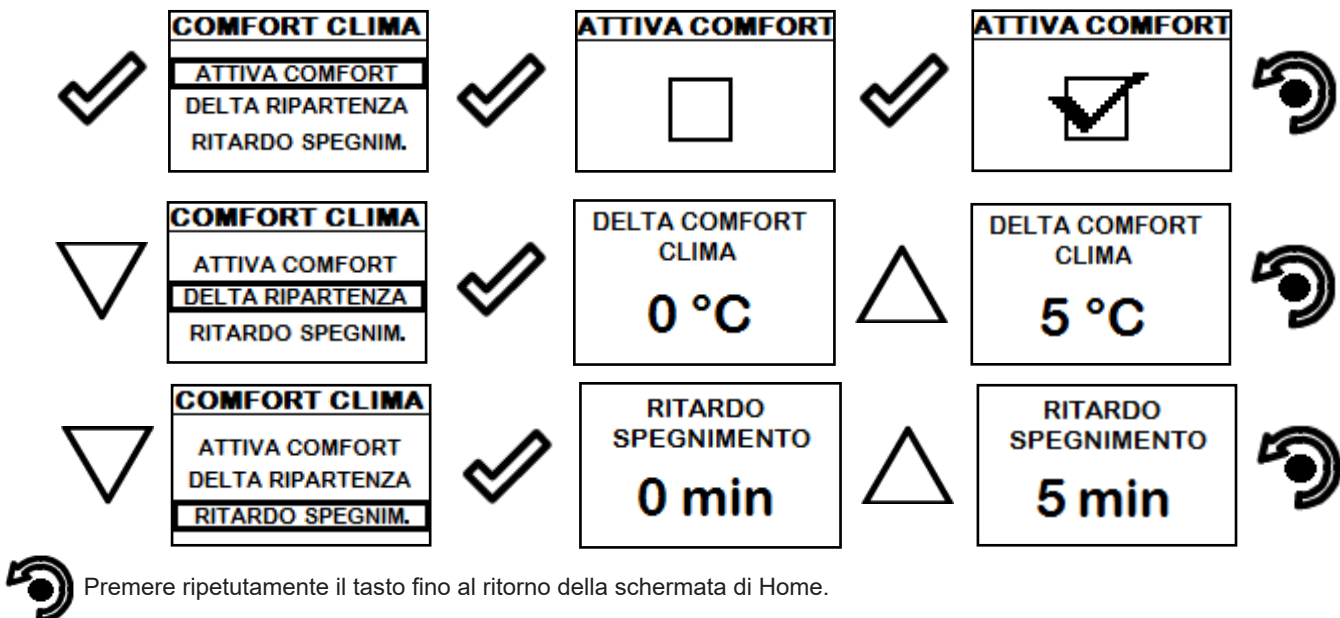 COMFORT CLIMA
ATTIVA COMFORT
DELTA RIPARTENZA
RITARDO SPEGNIM.
ATTIVA COMFORT
ATTIVA COMFORT
COMFORT CLIMA
ATTIVA COMFORT
DELTA RIPARTENZA
RITARDO SPEGNIM.
DELTA COMFORT
CLIMA
0 °C
DELTA COMFORT
CLIMA
5 °C
COMFORT CLIMA
ATTIVA COMFORT
DELTA RIPARTENZA
RITARDO SPEGNIM.
RITARDO
SPEGNIMENTO
0 min
RITARDO
SPEGNIMENTO
5 min
Premere ripetutamente il tasto fino al ritorno della schermata di Home.